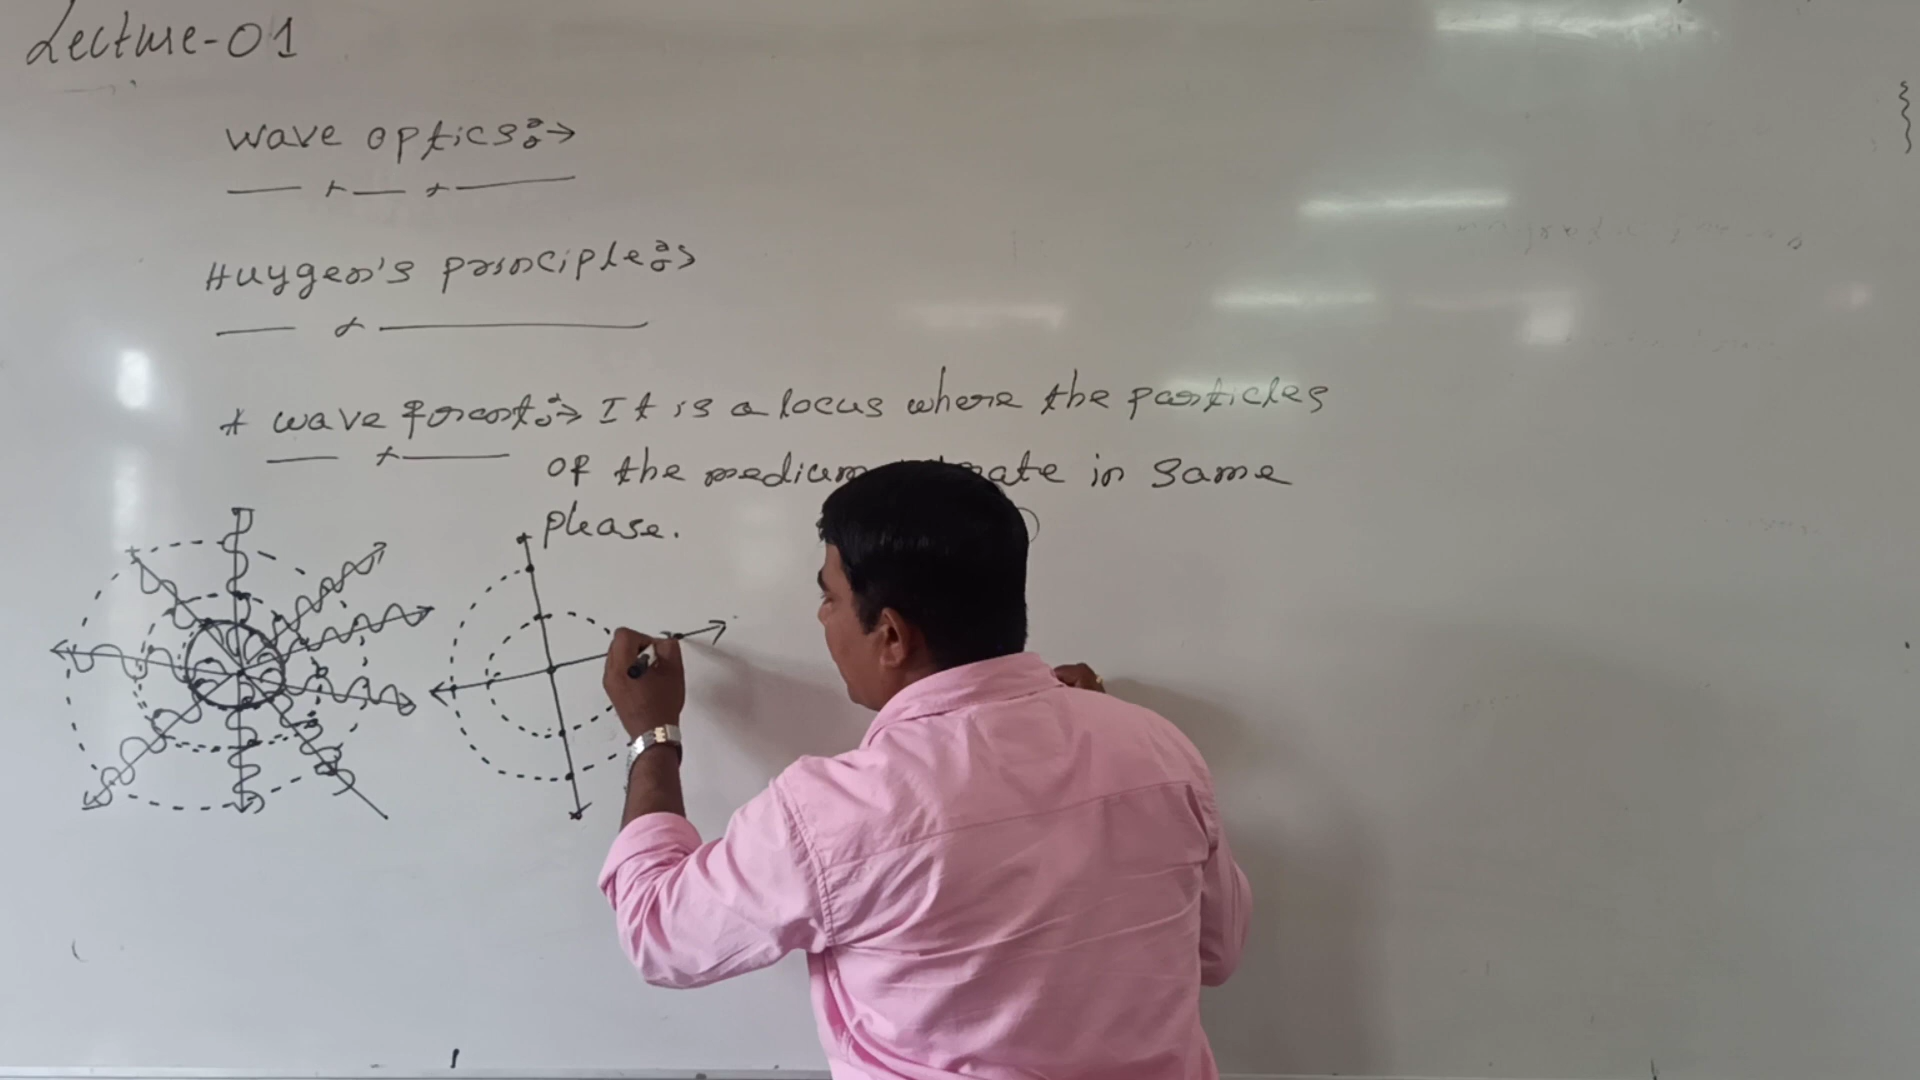 Lecture-01
Wave optics:→
Huygen's principle:→
* wave front:→ It is a locus where the particles
of the medium in same
phase.